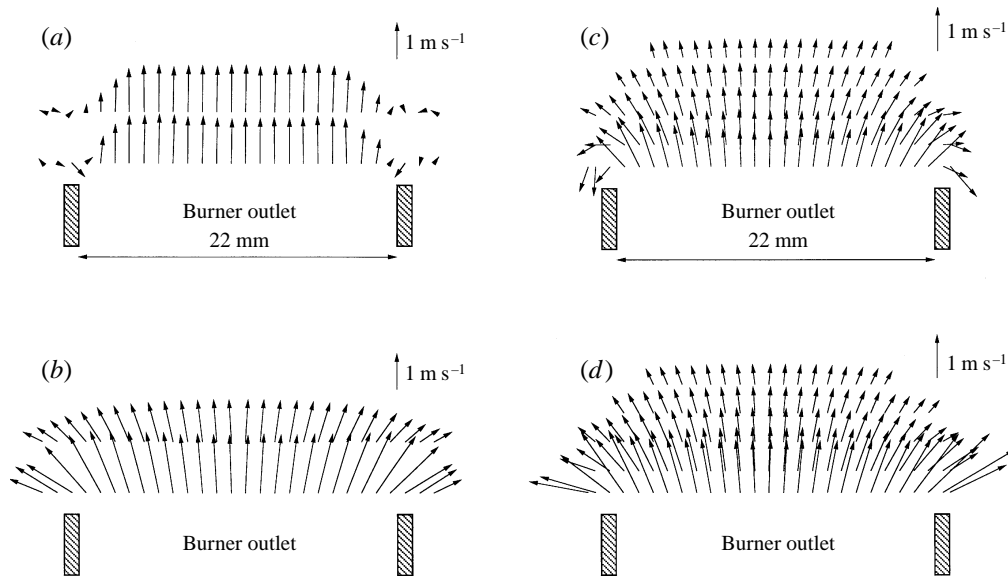 (a)
1 m s⁻¹
Burner outlet
22 mm
(c)
1 m s⁻¹
Burner outlet
22 mm
(b)
1 m s⁻¹
Burner outlet
(d)
1 m s⁻¹
Burner outlet